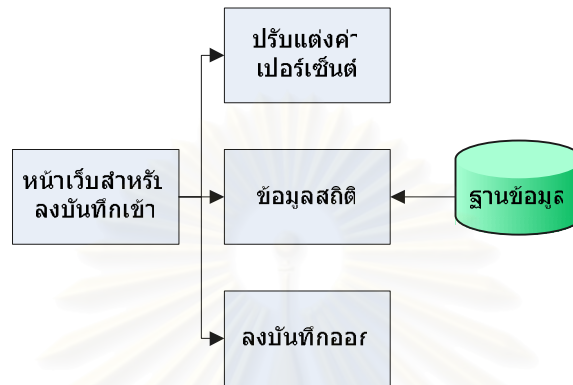 ปรับแต่งค่า
เปอร์เซ็นต์
หน้าเว็บสำหรับ
ลงบันทึกเข้า
ข้อมูลสถิติ
ฐานข้อมูล
ลงบันทึกออก